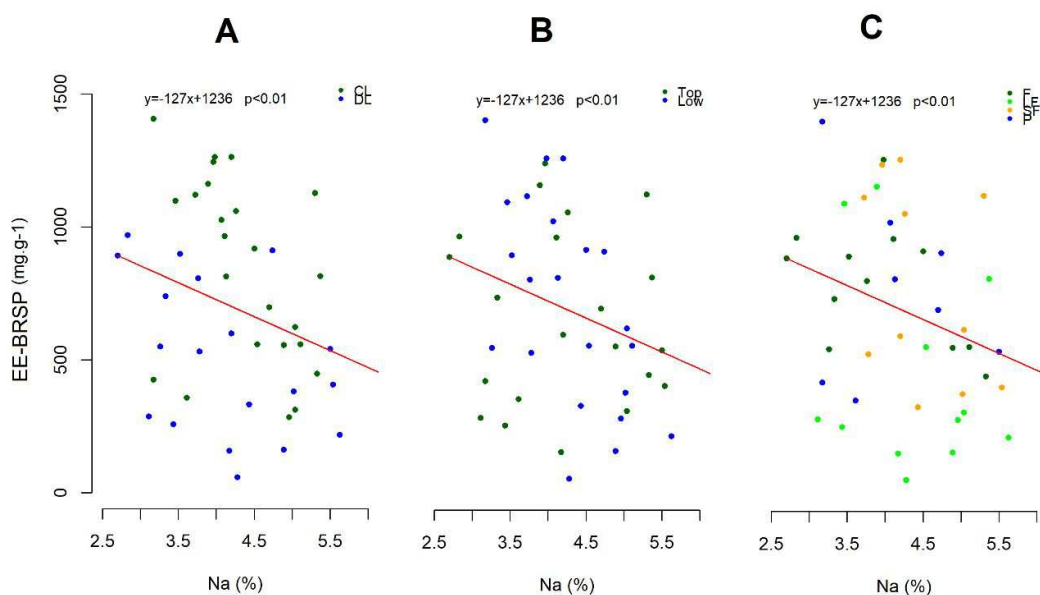 A
B
C
y=-127x+1236 p<0.01
CL
DL
y=-127x+1236 p<0.01
Top
Low
y=-127x+1236 p<0.01
F
LF
SF
P
EE-BRSP (mg.g-1)
1500
1000
500
0
2.5 3.5 4.5 5.5
2.5 3.5 4.5 5.5
2.5 3.5 4.5 5.5
Na (%)
Na (%)
Na (%)